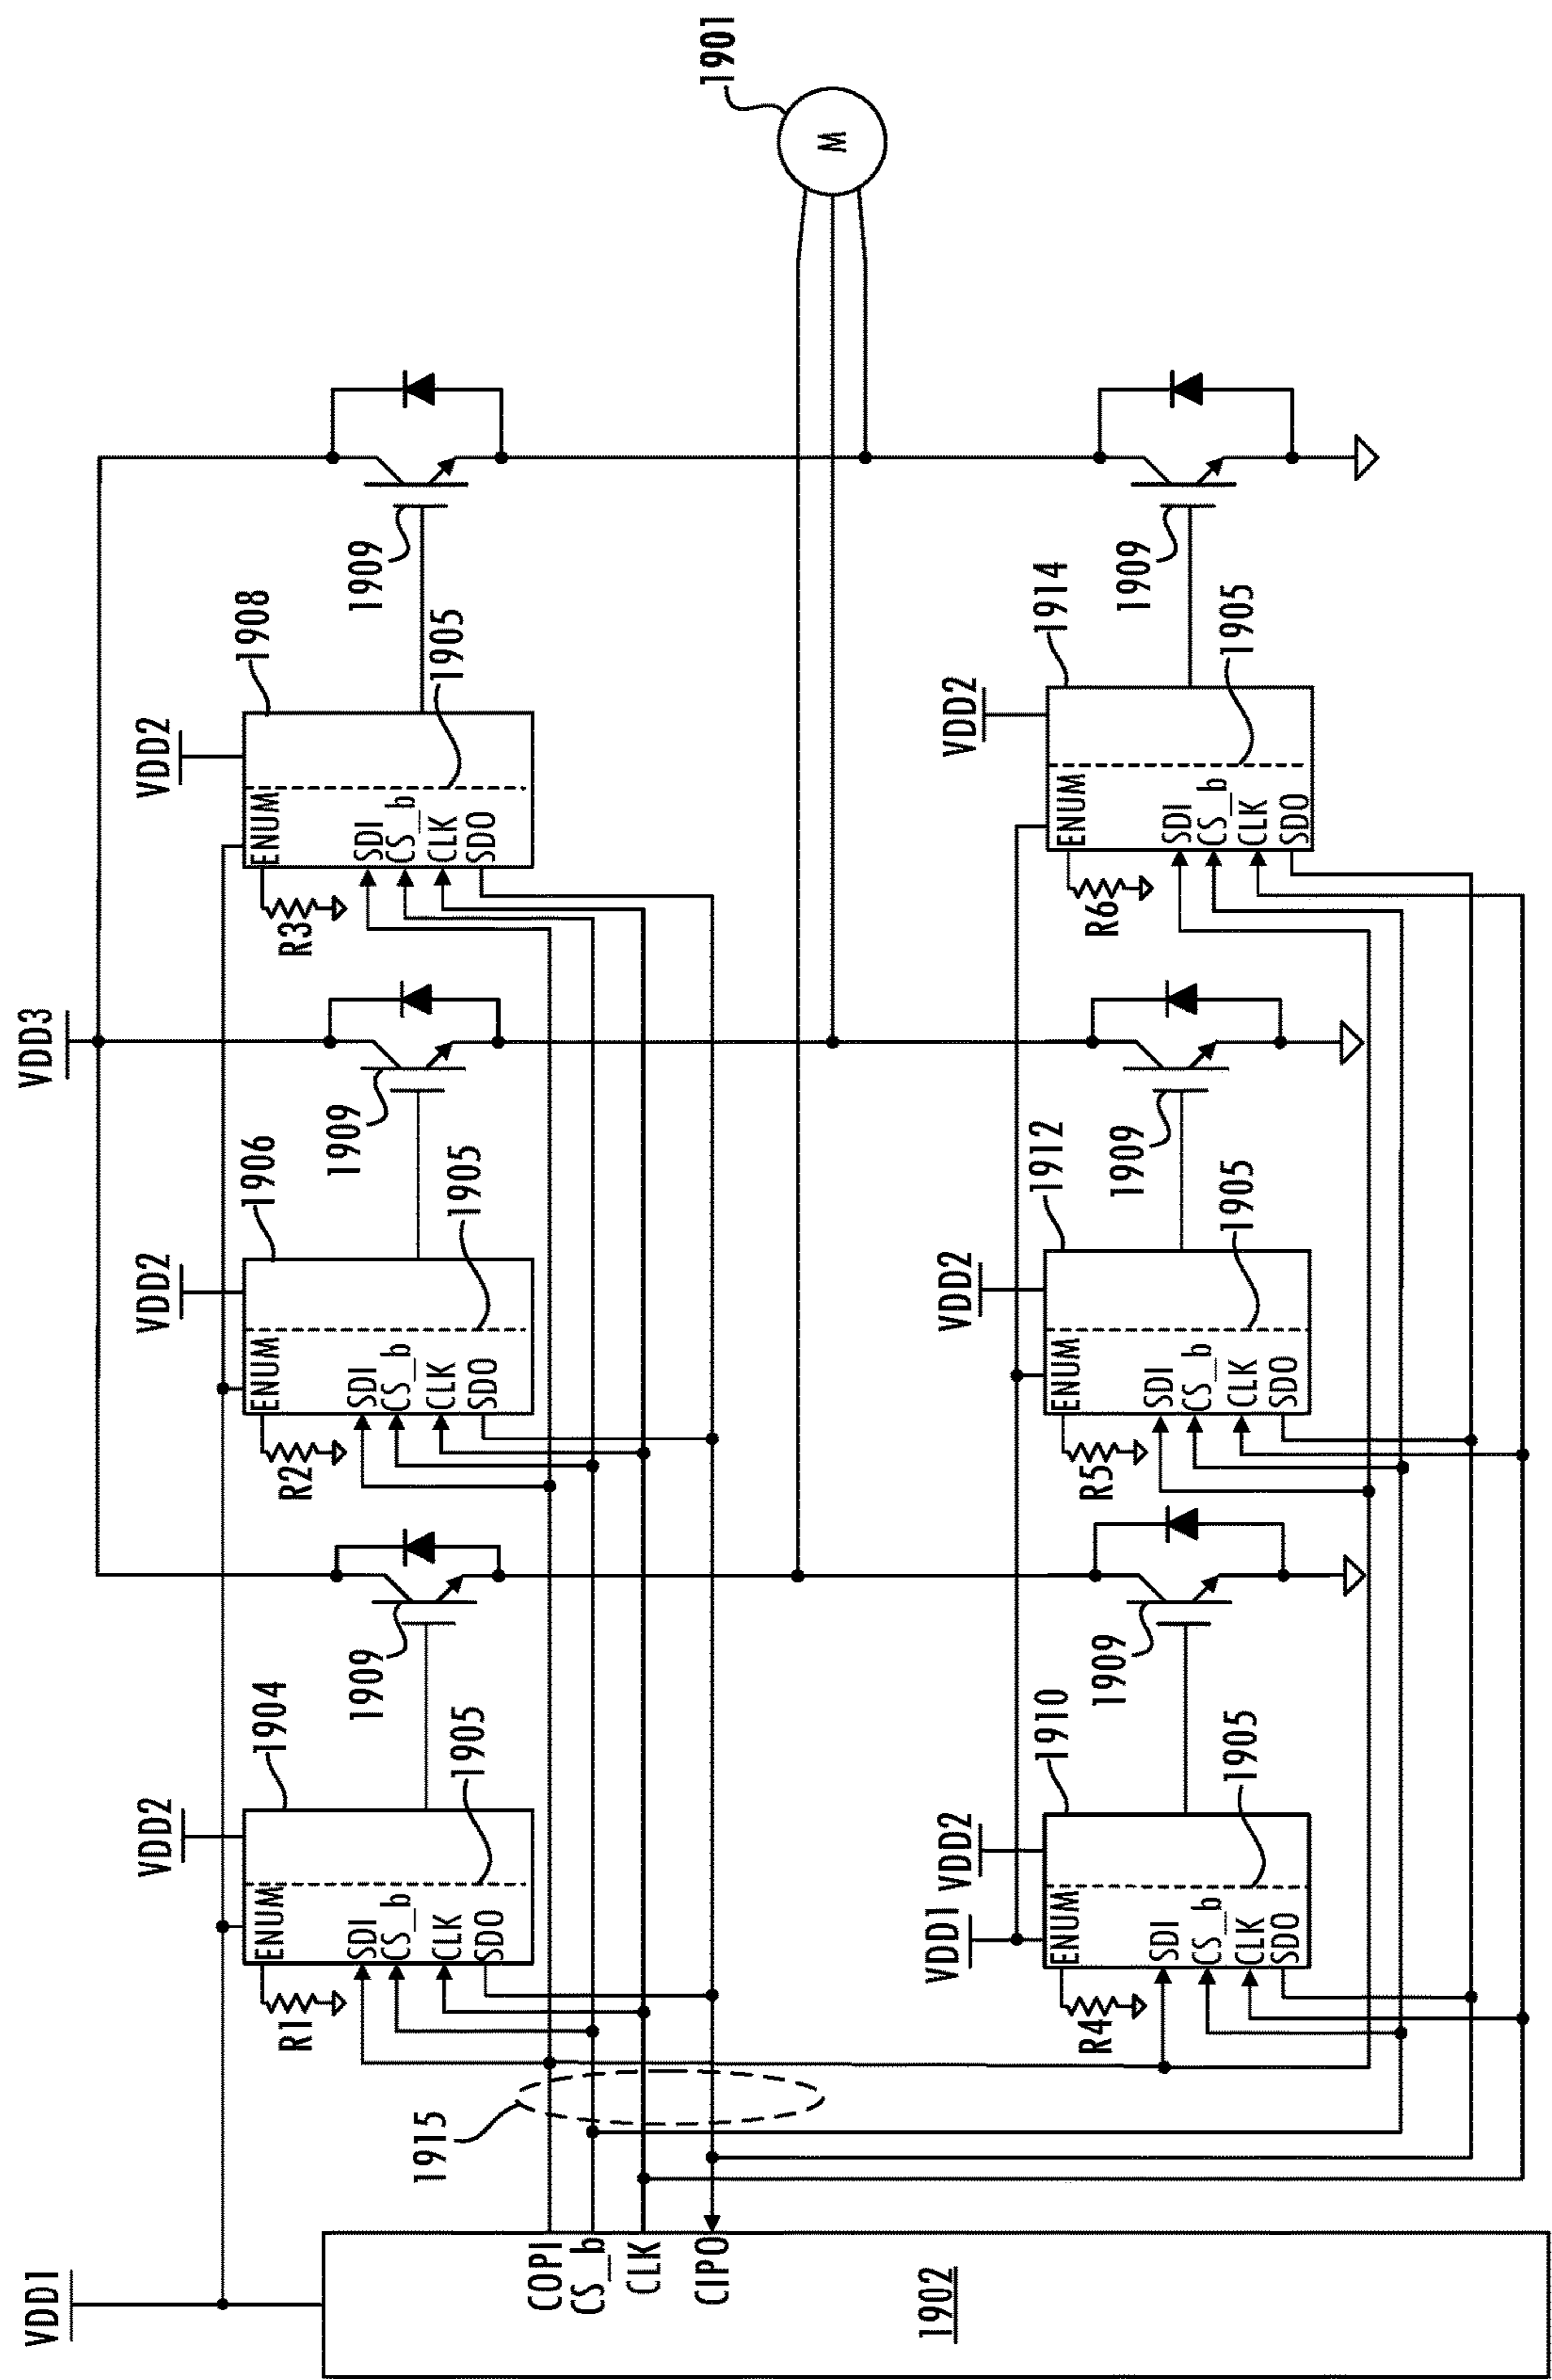 VDD1
1902
COPI
CS_b
CLK
CIPO
1915
VDD3
VDD2
1904
ENUM
SDI
CS_b
CLK
SDO
1905
R1
1909
VDD2
1906
ENUM
SDI
CS_b
CLK
SDO
1905
R2
1909
VDD2
1908
ENUM
SDI
CS_b
CLK
SDO
1905
R3
1909
M
1901
VDD1
VDD2
1910
ENUM
SDI
CS_b
CLK
SDO
1905
R4
1909
VDD2
1912
ENUM
SDI
CS_b
CLK
SDO
1905
R5
1909
VDD2
1914
ENUM
SDI
CS_b
CLK
SDO
1905
R6
1909